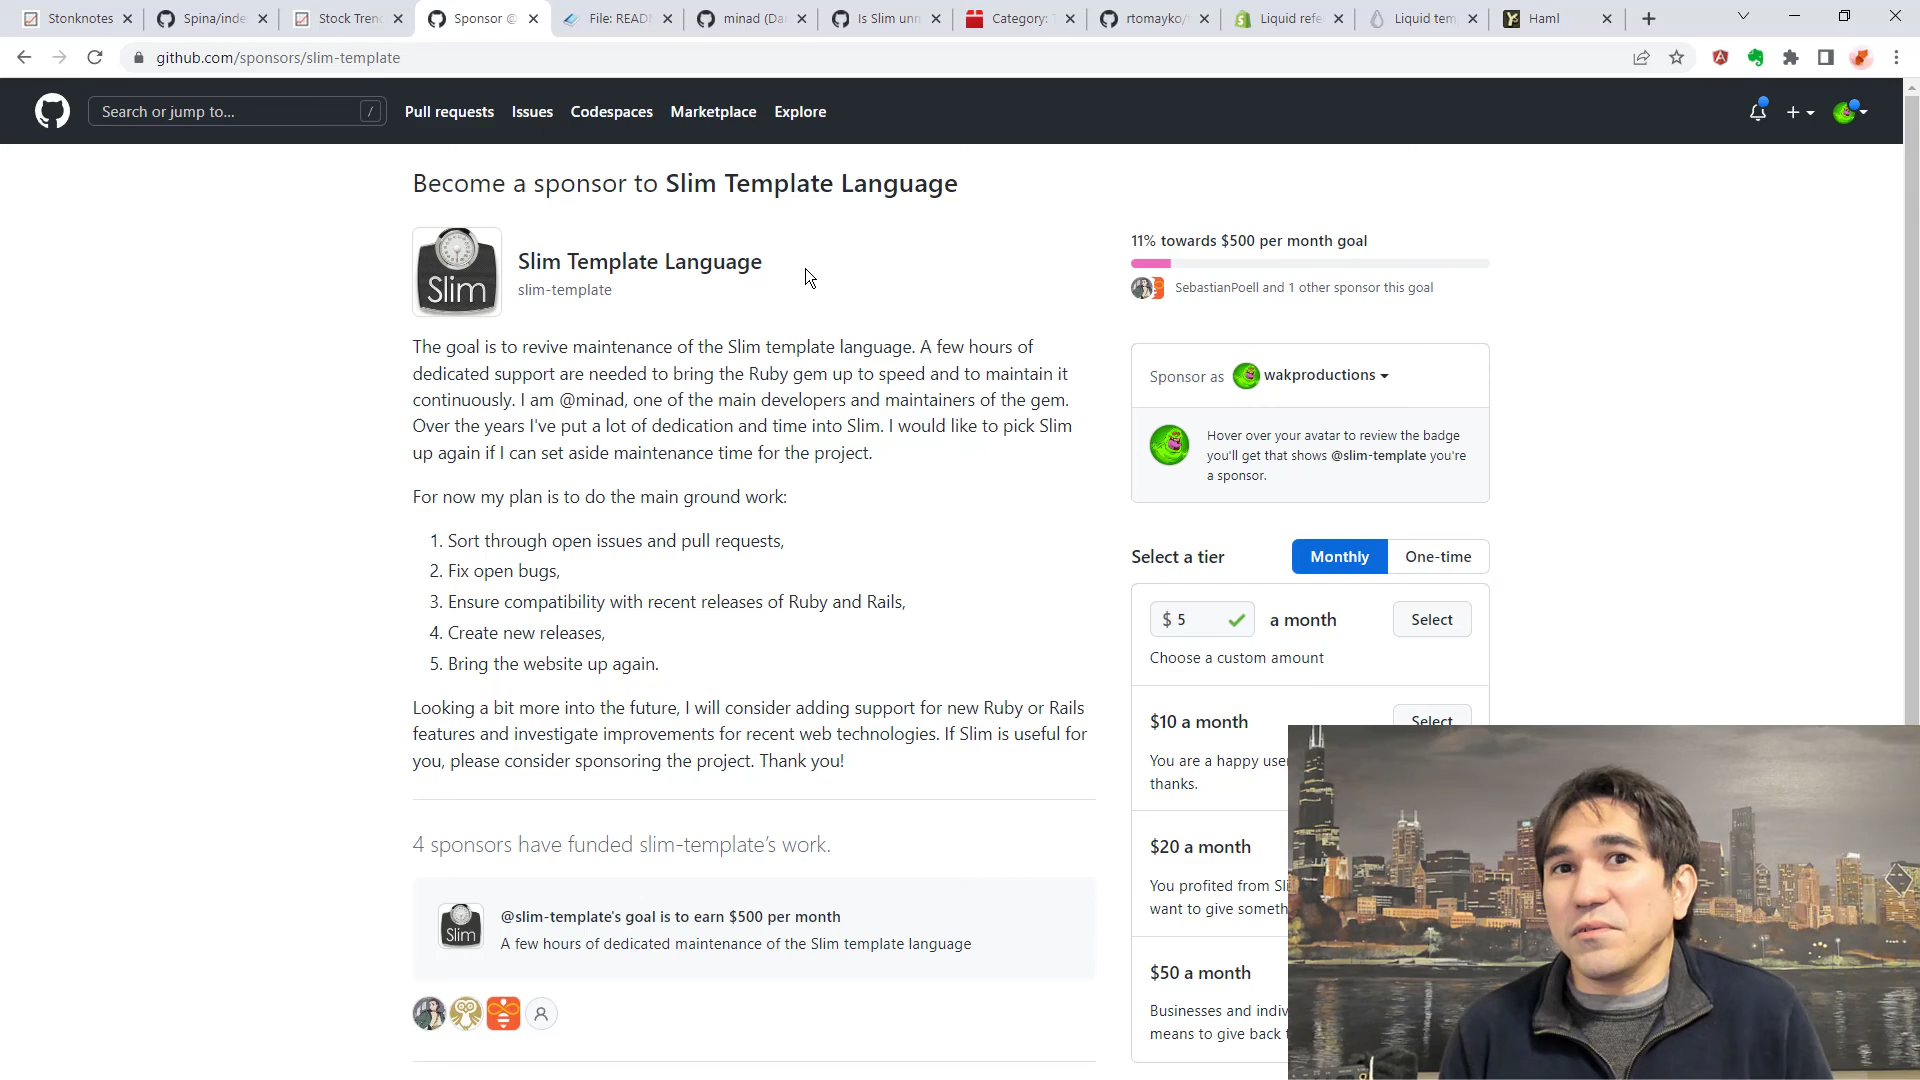 Stonknotes
Spina/inde
Stock Tren
Sponsor @
File: READ
minad (Da
Is Slim unn
Category: T
rtomayko/
Liquid refe
Liquid tem
Haml
github.com/sponsors/slim-template
Search or jump to...
/
Pull requests
Issues
Codespaces
Marketplace
Explore
Become a sponsor to Slim Template Language
Slim
Slim Template Language
slim-template
The goal is to revive maintenance of the Slim template language. A few hours of
dedicated support are needed to bring the Ruby gem up to speed and to maintain it
continuously. I am @minad, one of the main developers and maintainers of the gem.
Over the years I've put a lot of dedication and time into Slim. I would like to pick Slim
up again if I can set aside maintenance time for the project.
For now my plan is to do the main ground work:
1. Sort through open issues and pull requests,
2. Fix open bugs,
3. Ensure compatibility with recent releases of Ruby and Rails,
4. Create new releases,
5. Bring the website up again.
Looking a bit more into the future, I will consider adding support for new Ruby or Rails
features and investigate improvements for recent web technologies. If Slim is useful for
you, please consider sponsoring the project. Thank you!
4 sponsors have funded slim-template's work.
Slim
@slim-template's goal is to earn $500 per month
A few hours of dedicated maintenance of the Slim template language
11% towards $500 per month goal
SebastianPoell and 1 other sponsor this goal
Sponsor as wakproductions
Hover over your avatar to review the badge
you'll get that shows @slim-template you're
a sponsor.
Select a tier
Monthly
One-time
$ 5
a month
Select
Choose a custom amount
$10 a month
Select
You are a happy use
thanks.
$20 a month
You profited from Sli
want to give someth
$50 a month
Businesses and indiv
means to give back t